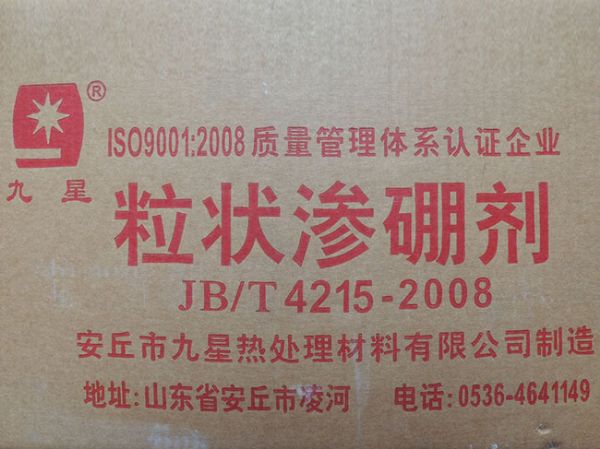 ®
ISO9001:2008 质量管理体系认证企业
九星
粒状渗硼剂
JB/T 4215-2008
安丘市九星热处理材料有限公司制造
地址:山东省安丘市凌河 电话:0536-4641149